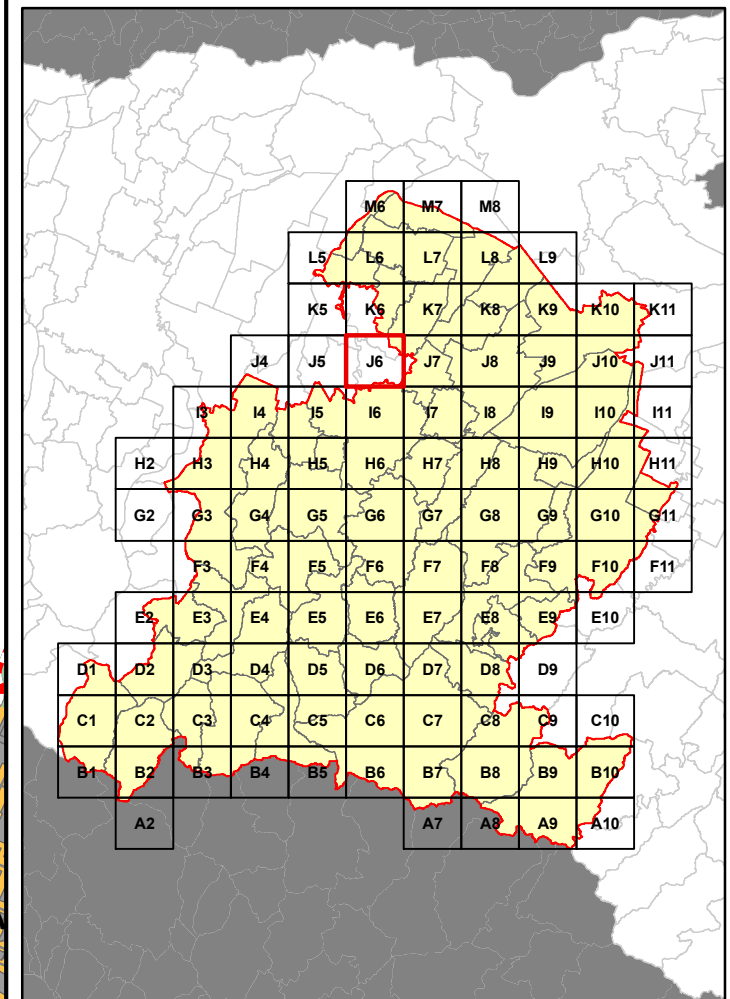 M6 M7 M8
L5 L6 L7 L8 L9
K5 K6 K7 K8 K9 K10 K11
J4 J5 J6 J7 J8 J9 J10 J11
I3 I4 I5 I6 I7 I8 I9 I10 I11
H2 H3 H4 H5 H6 H7 H8 H9 H10 H11
G2 G3 G4 G5 G6 G7 G8 G9 G10 G11
F3 F4 F5 F6 F7 F8 F9 F10 F11
E2 E3 E4 E5 E6 E7 E8 E9 E10
D1 D2 D3 D4 D5 D6 D7 D8 D9
C1 C2 C3 C4 C5 C6 C7 C8 C9 C10
B1 B2 B3 B4 B5 B6 B7 B8 B9 B10
A2 A7 A8 A9 A10